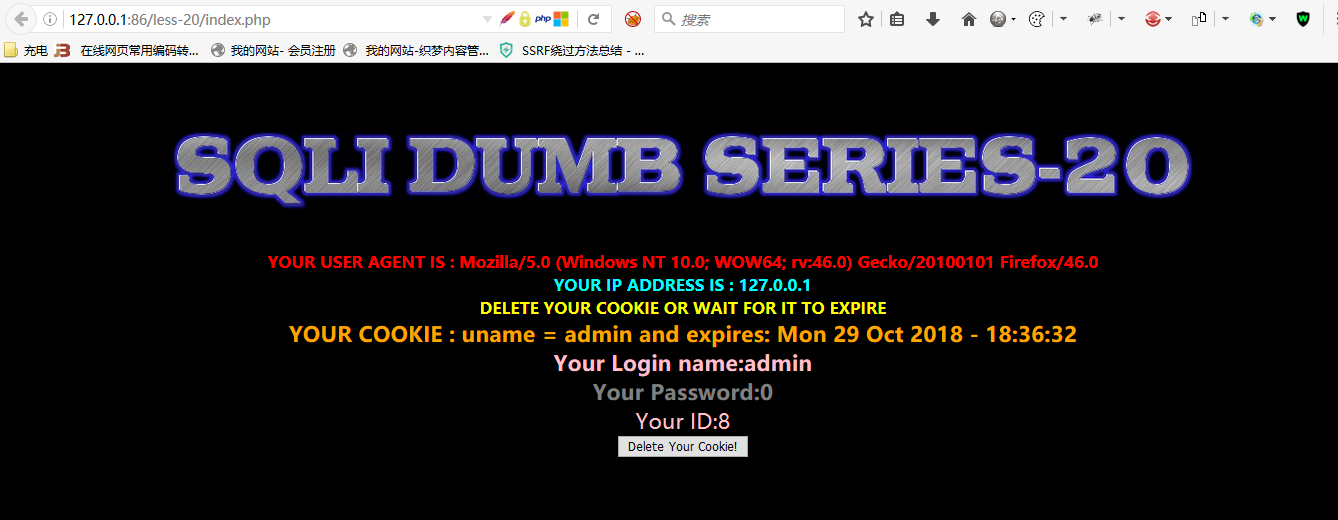 127.0.0.1:86/less-20/index.php
php
搜索
充电 在线网页常用编码转... 我的网站- 会员注册 我的网站-织梦内容管... SSRF绕过方法总结 - ...
SQLI DUMB SERIES-20
YOUR USER AGENT IS : Mozilla/5.0 (Windows NT 10.0; WOW64; rv:46.0) Gecko/20100101 Firefox/46.0
YOUR IP ADDRESS IS : 127.0.0.1
DELETE YOUR COOKIE OR WAIT FOR IT TO EXPIRE
YOUR COOKIE : uname = admin and expires: Mon 29 Oct 2018 - 18:36:32
Your Login name:admin
Your Password:0
Your ID:8
Delete Your Cookie!